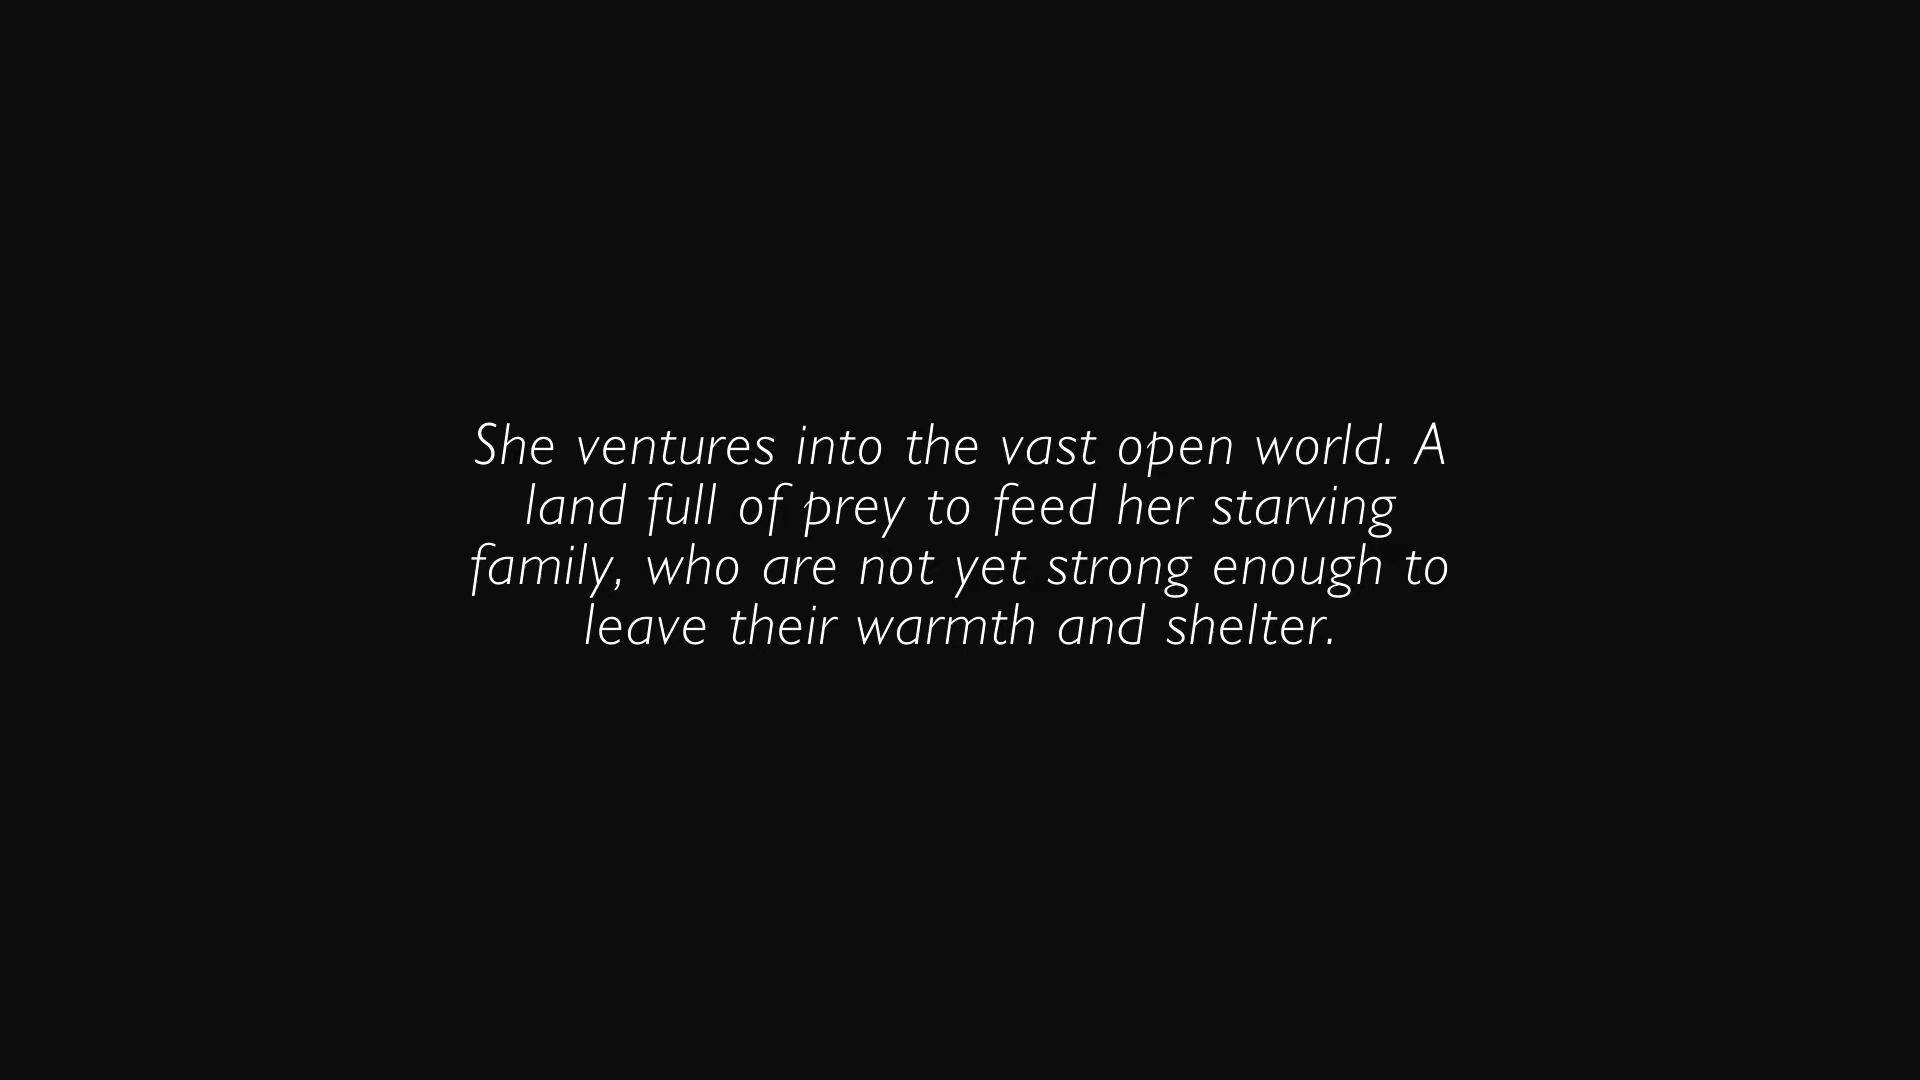 She ventures into the vast open world. A
land full of prey to feed her starving
family, who are not yet strong enough to
leave their warmth and shelter.